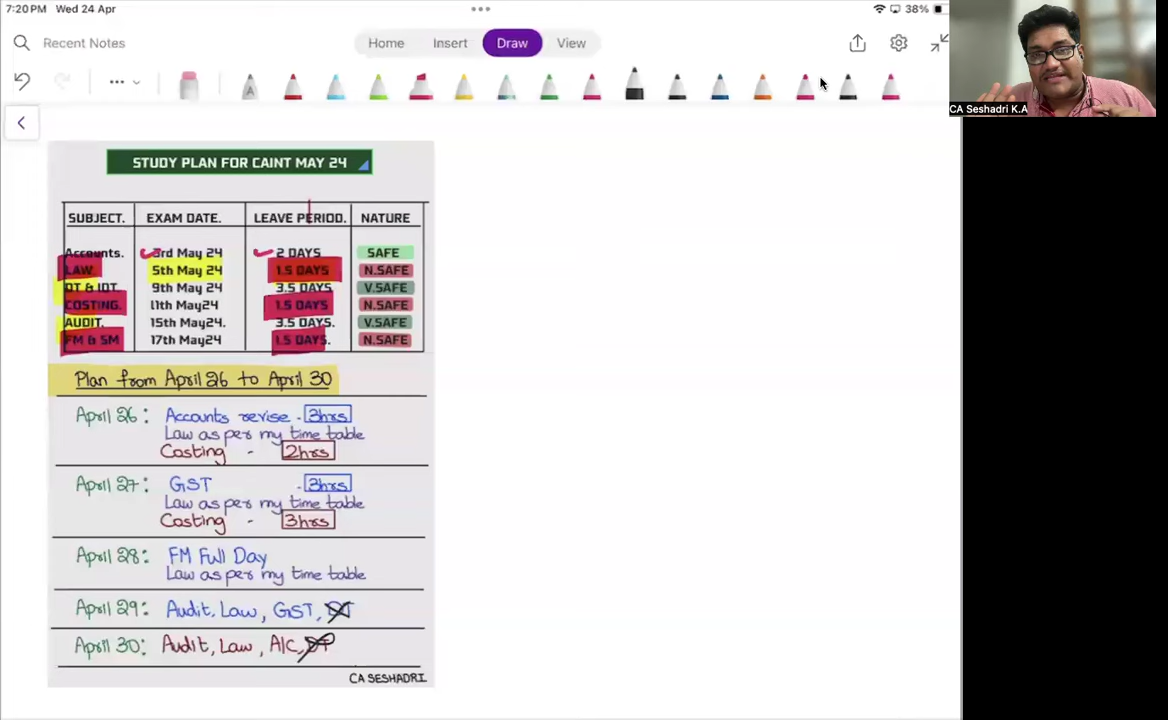 7:20 PM Wed 24 Apr
38%
Recent Notes
Home Insert Draw View
A
CA Seshadri K.A
STUDY PLAN FOR CAINT MAY 24
SUBJECT. EXAM DATE. LEAVE PERIOD. NATURE
Accounts. 3rd May 24 2 DAYS SAFE
LAW. 5th May 24 1.5 DAYS N.SAFE
DT & IDT. 9th May 24 3.5 DAYS V.SAFE
COSTING. 11th May24 1.5 DAYS N.SAFE
AUDIT. 15th May24. 3.5 DAYS. V.SAFE
FM & SM 17th May24 1.5 DAYS. N.SAFE
Plan from April 26 to April 30
April 26: Accounts revise - 3hrs
Law as per my time table
Costing - 2hrs
April 27: GST - 3hrs
Law as per my time table
Costing - 3hrs
April 28: FM Full Day
Law as per my time table
April 29: Audit, Law, GST, DT
April 30: Audit, Law, A/C, DT
CA SESHADRI